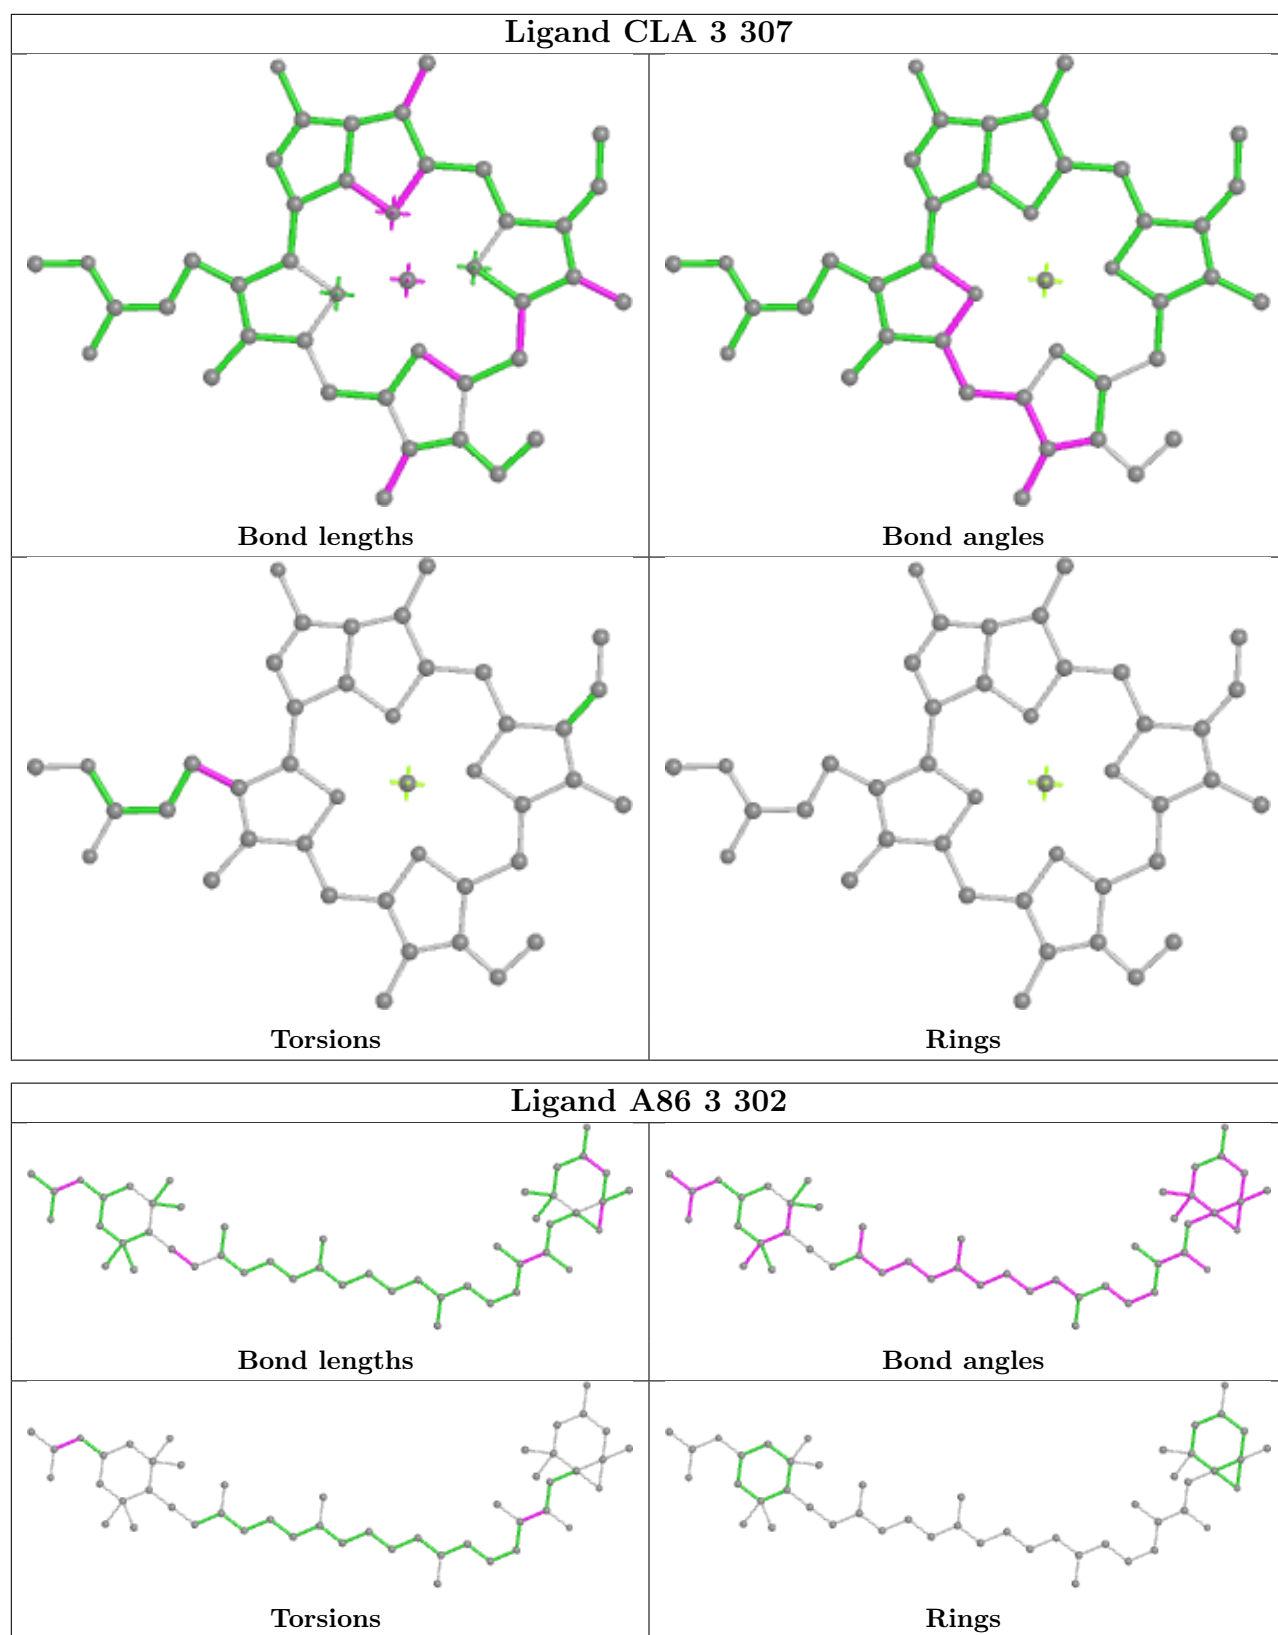 Ligand CLA 3 307
Bond lengths
Bond angles
Torsions
Rings
Ligand A86 3 302
Bond lengths
Bond angles
Torsions
Rings